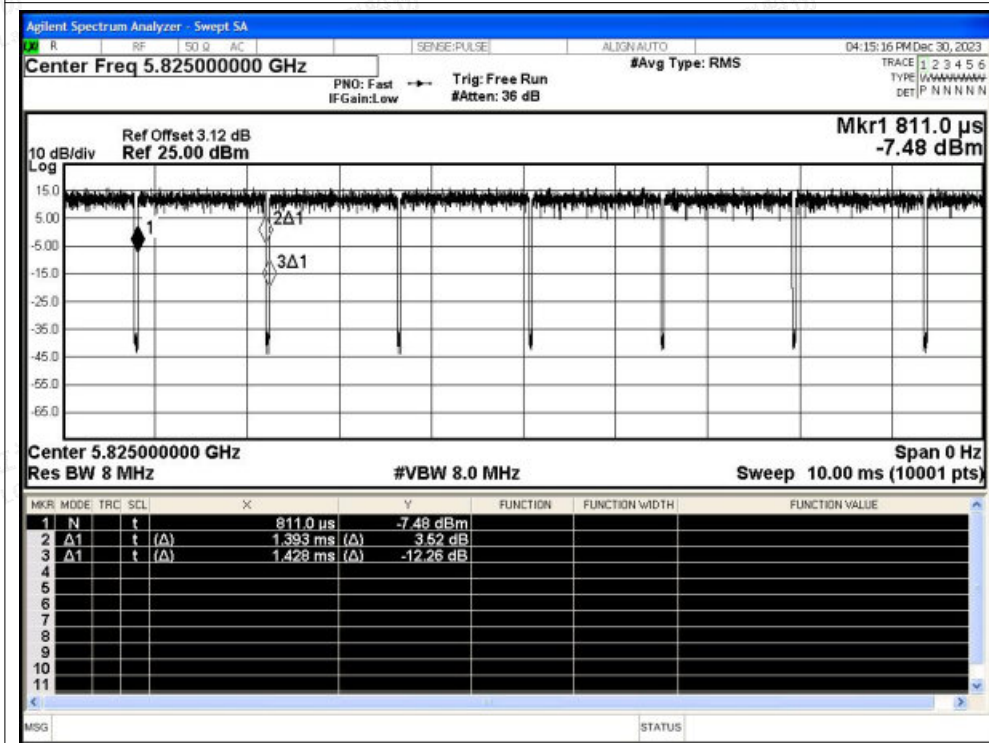 Agilent Spectrum Analyzer - Swept SA
R RF 50 Ω AC SENSE:PULSE ALIGN AUTO 04:15:16 PM Dec 30, 2023
Center Freq 5.825000000 GHz #Avg Type: RMS TRACE 1 2 3 4 5 6
PNO: Fast Trig: Free Run TYPE
IFGain:Low #Atten: 36 dB DET P N N N N N
Ref Offset 3.12 dB Mkr1 811.0 µs
10 dB/div Ref 25.00 dBm -7.48 dBm
Log
15.0
5.00
1 2Δ1
-5.00
3Δ1
-15.0
-25.0
-35.0
-45.0
-55.0
-65.0
Center 5.825000000 GHz Span 0 Hz
Res BW 8 MHz #VBW 8.0 MHz Sweep 10.00 ms (10001 pts)
MKR MODE TRC SCL X Y FUNCTION FUNCTION WIDTH FUNCTION VALUE
1 N t 811.0 µs -7.48 dBm
2 Δ1 t (Δ) 1.393 ms (Δ) 3.52 dB
3 Δ1 t (Δ) 1.428 ms (Δ) -12.26 dB
4
5
6
7
8
9
10
11
MSG STATUS